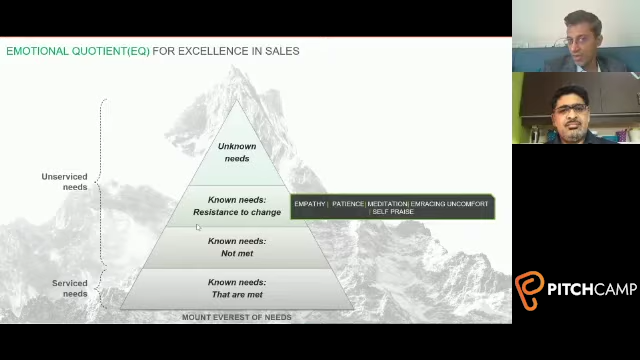 EMOTIONAL QUOTIENT(EQ) FOR EXCELLENCE IN SALES
Unknown
needs
Unserviced
needs
Known needs:
Resistance to change
EMPATHY | PATIENCE| MEDITATION| EMRACING UNCOMFORT
| SELF PRAISE
Known needs:
Not met
Serviced
needs
Known needs:
That are met
MOUNT EVEREST OF NEEDS
PITCHCAMP